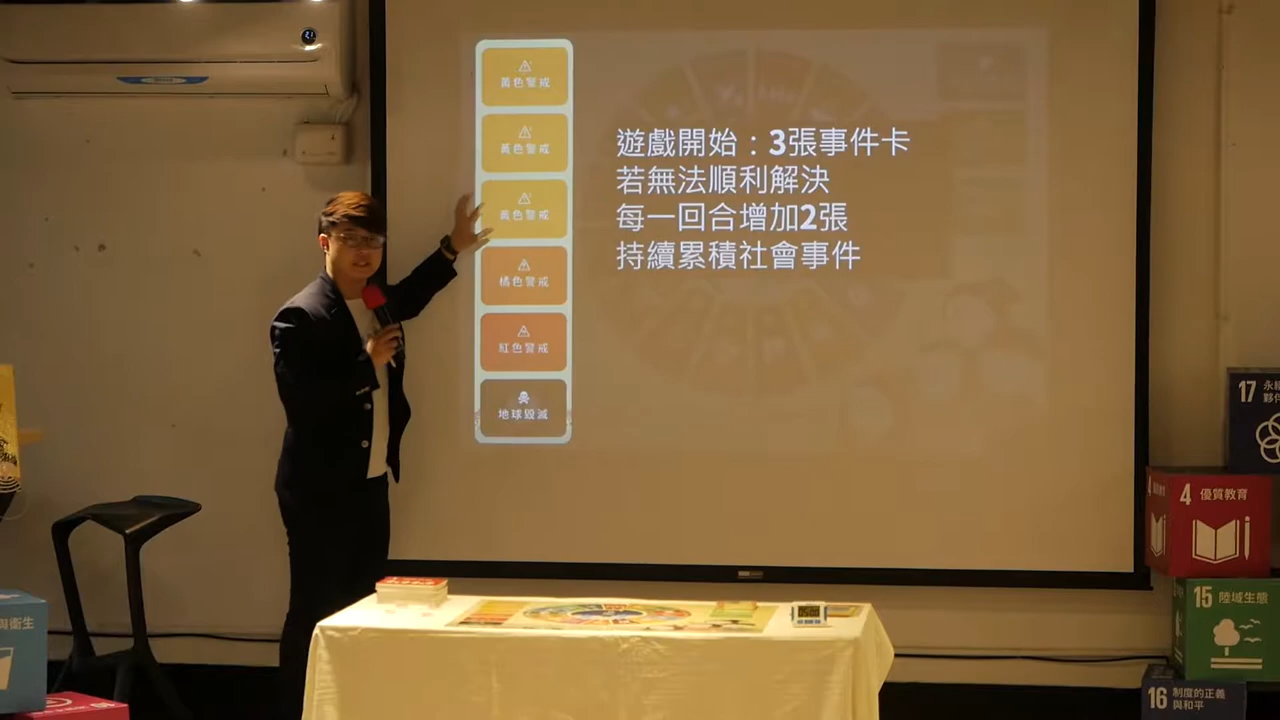 黃色警戒
黃色警戒
黃色警戒
橘色警戒
紅色警戒
地球毀滅
遊戲開始：3張事件卡
若無法順利解決
每一回合增加2張
持續累積社會事件
17
4 優質教育
15 陸域生態
16 制度的正義
與和平
衛生